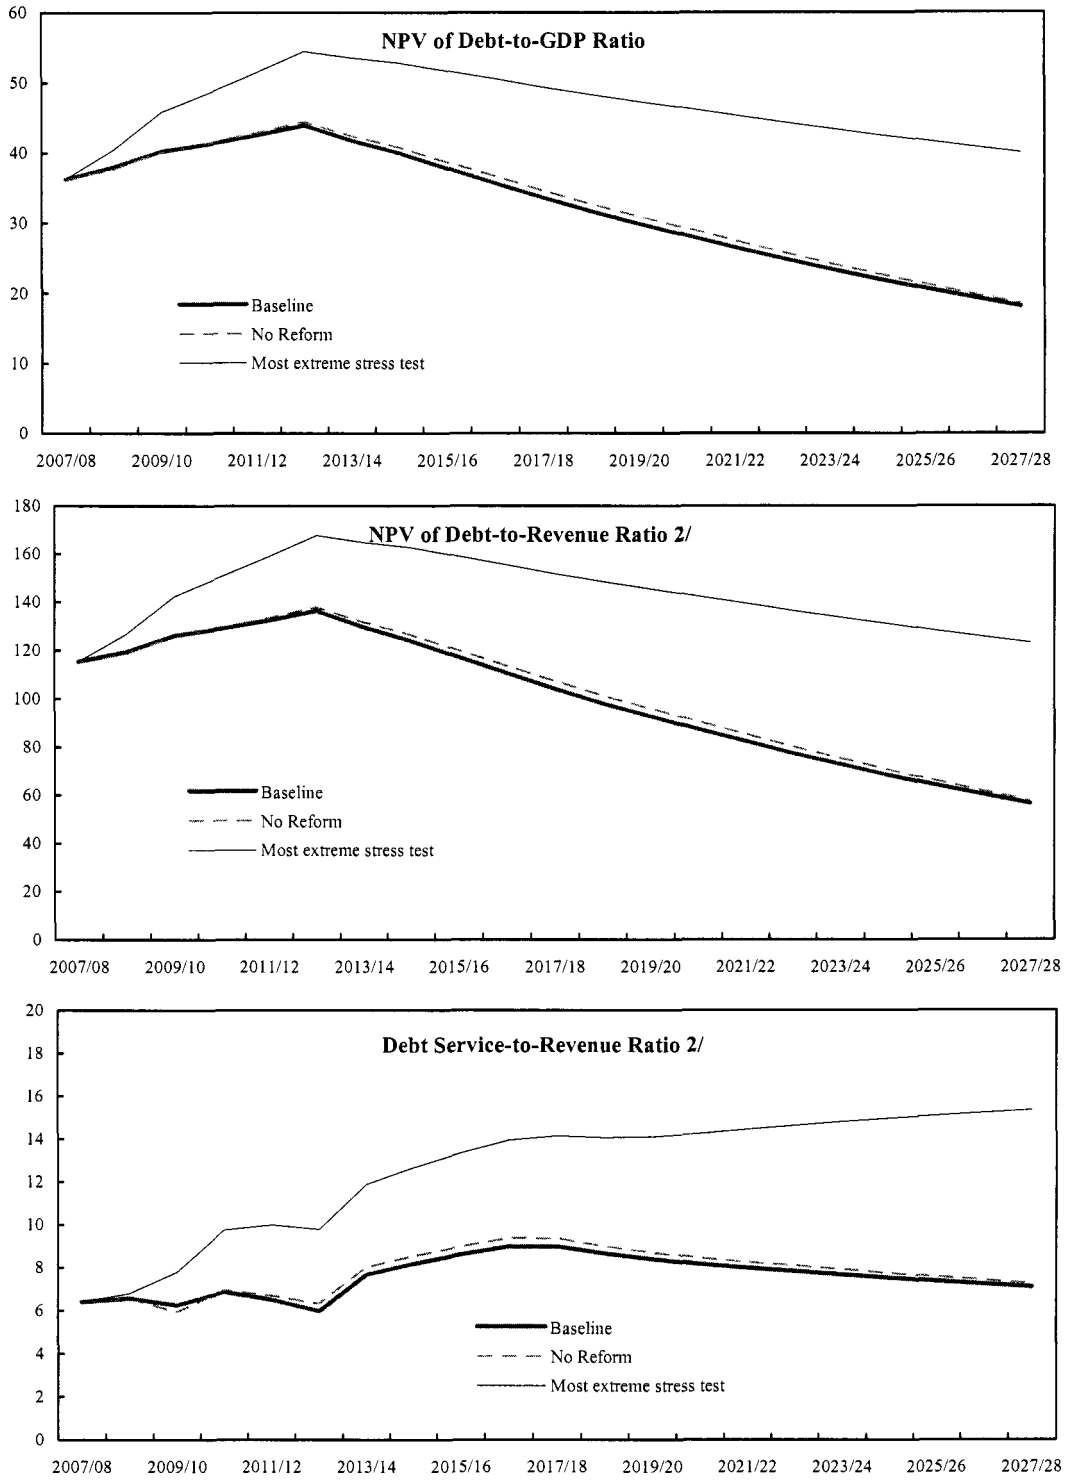 NPV of Debt-to-GDP Ratio
60
50
40
30
20
10
0
Baseline
No Reform
Most extreme stress test
2007/08 2009/10 2011/12 2013/14 2015/16 2017/18 2019/20 2021/22 2023/24 2025/26 2027/28
NPV of Debt-to-Revenue Ratio 2/
180
160
140
120
100
80
60
40
20
0
Baseline
No Reform
Most extreme stress test
2007/08 2009/10 2011/12 2013/14 2015/16 2017/18 2019/20 2021/22 2023/24 2025/26 2027/28
Debt Service-to-Revenue Ratio 2/
20
18
16
14
12
10
8
6
4
2
0
Baseline
No Reform
Most extreme stress test
2007/08 2009/10 2011/12 2013/14 2015/16 2017/18 2019/20 2021/22 2023/24 2025/26 2027/28